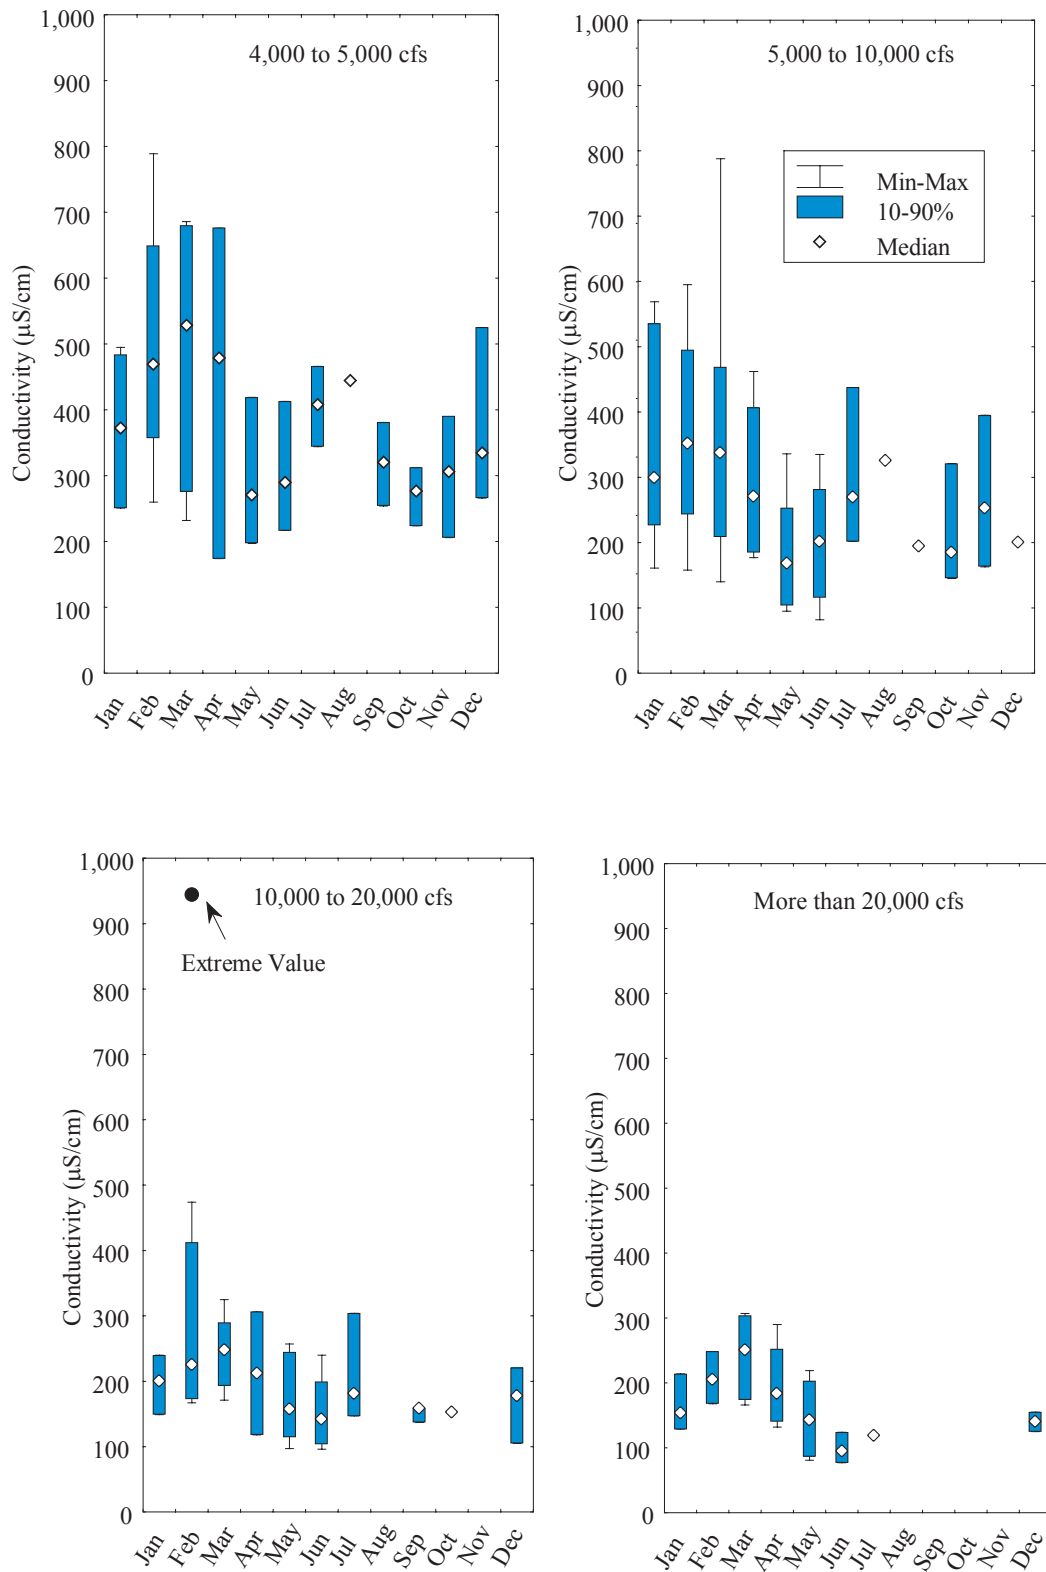 4,000 to 5,000 cfs
Conductivity (µS/cm)
1,000
900
800
700
600
500
400
300
200
100
0
Jan
Feb
Mar
Apr
May
Jun
Jul
Aug
Sep
Oct
Nov
Dec
5,000 to 10,000 cfs
Min-Max
10-90%
Median
Conductivity (µS/cm)
1,000
900
800
700
600
500
400
300
200
100
0
Jan
Feb
Mar
Apr
May
Jun
Jul
Aug
Sep
Oct
Nov
Dec
10,000 to 20,000 cfs
Extreme Value
Conductivity (µS/cm)
1,000
900
800
700
600
500
400
300
200
100
0
Jan
Feb
Mar
Apr
May
Jun
Jul
Aug
Sep
Oct
Nov
Dec
More than 20,000 cfs
Conductivity (µS/cm)
1,000
900
800
700
600
500
400
300
200
100
0
Jan
Feb
Mar
Apr
May
Jun
Jul
Aug
Sep
Oct
Nov
Dec